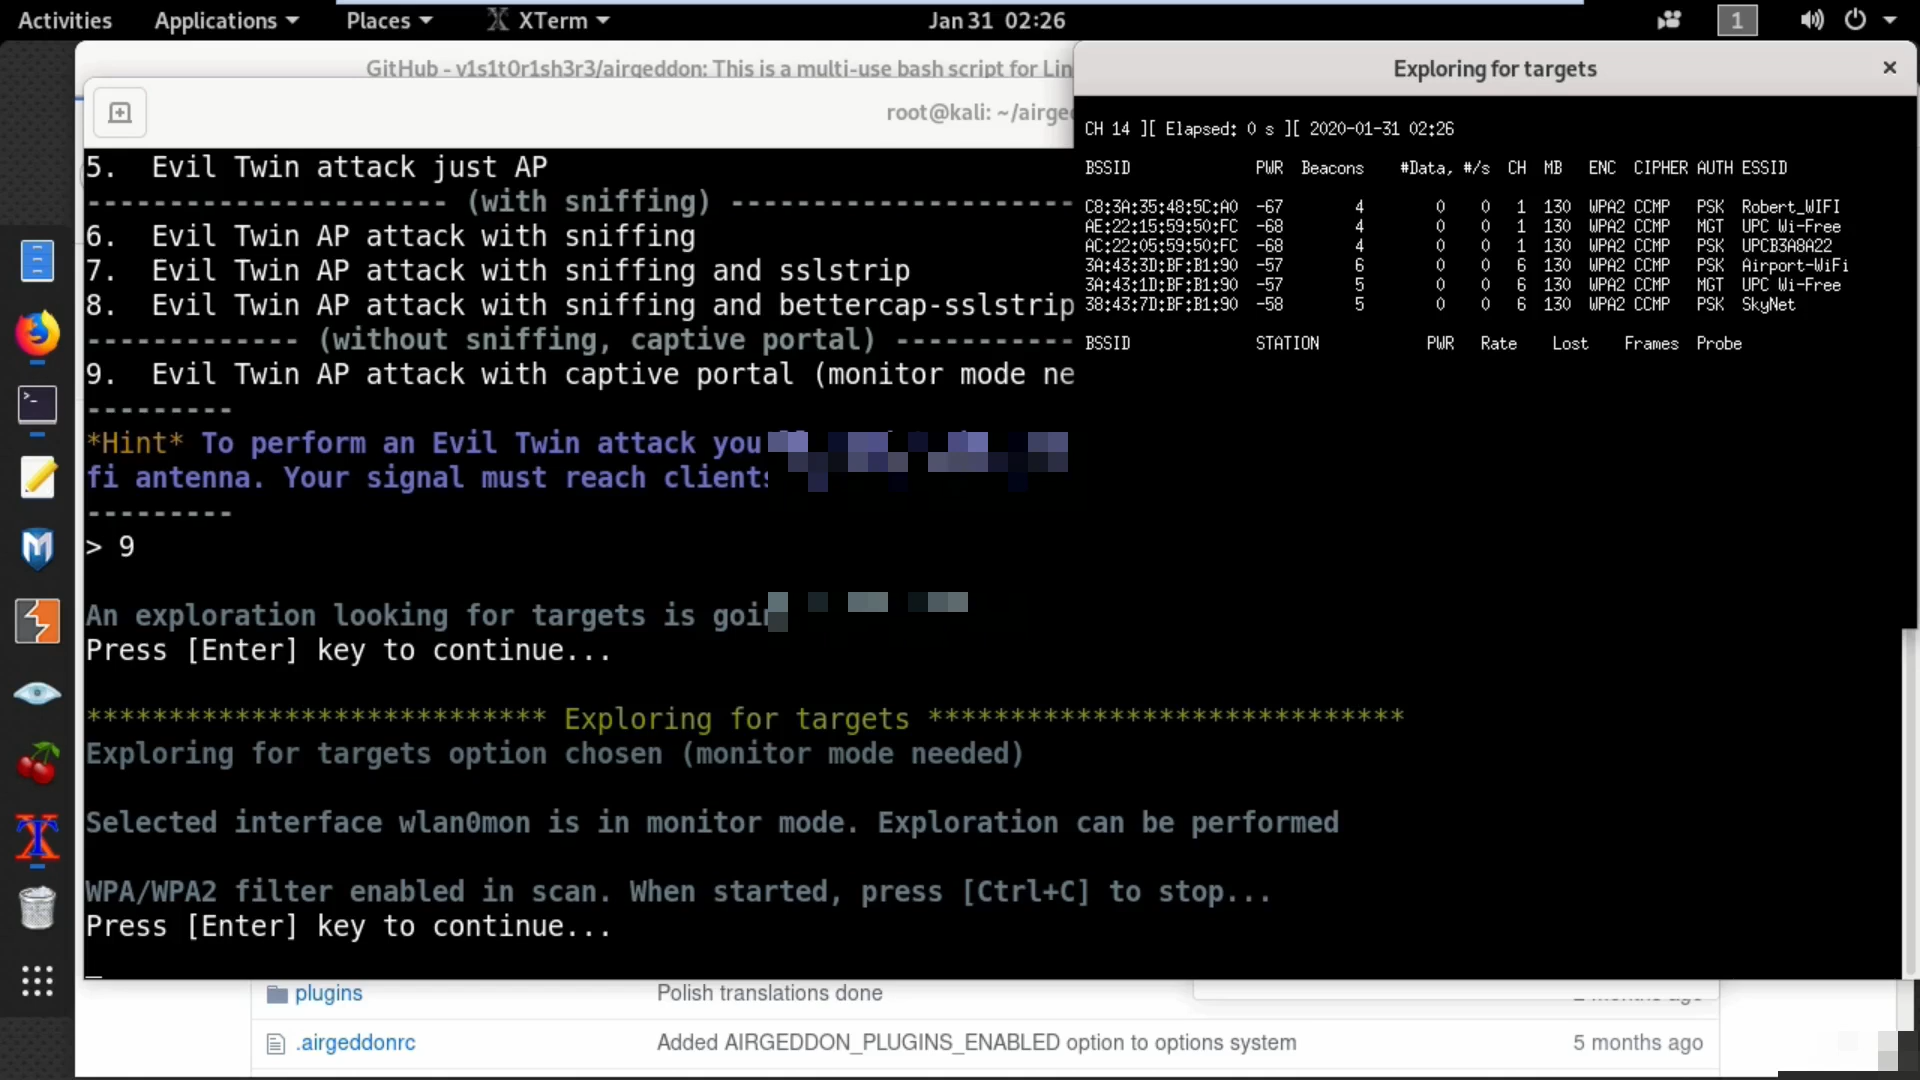 Activities Applications Places XTerm Jan 31 02:26 1
GitHub - v1s1t0r1sh3r3/airgeddon: This is a multi-use bash script for Lin
root@kali: ~/airge
5. Evil Twin attack just AP
---------------------- (with sniffing) ---------------------
6. Evil Twin AP attack with sniffing
7. Evil Twin AP attack with sniffing and sslstrip
8. Evil Twin AP attack with sniffing and bettercap-sslstrip
------------- (without sniffing, captive portal) -----------
9. Evil Twin AP attack with captive portal (monitor mode ne
---------
*Hint* To perform an Evil Twin attack you
fi antenna. Your signal must reach clients
---------
> 9
An exploration looking for targets is goin
Press [Enter] key to continue...
**************************** Exploring for targets *****************************
Exploring for targets option chosen (monitor mode needed)
Selected interface wlan0mon is in monitor mode. Exploration can be performed
WPA/WPA2 filter enabled in scan. When started, press [Ctrl+C] to stop...
Press [Enter] key to continue...
Exploring for targets
CH 14 ][ Elapsed: 0 s ][ 2020-01-31 02:26
BSSID PWR Beacons #Data, #/s CH MB ENC CIPHER AUTH ESSID
C8:3A:35:48:5C:A0 -67 4 0 0 1 130 WPA2 CCMP PSK Robert_WIFI
AE:22:15:59:50:FC -68 4 0 0 1 130 WPA2 CCMP MGT UPC Wi-Free
AC:22:05:59:50:FC -68 4 0 0 1 130 WPA2 CCMP PSK UPCB3A8A22
3A:43:3D:BF:B1:90 -57 6 0 0 6 130 WPA2 CCMP PSK Airport-WiFi
3A:43:1D:BF:B1:90 -57 5 0 0 6 130 WPA2 CCMP MGT UPC Wi-Free
38:43:7D:BF:B1:90 -58 5 0 0 6 130 WPA2 CCMP PSK SkyNet
BSSID STATION PWR Rate Lost Frames Probe
plugins Polish translations done 2 months ago
.airgeddonrc Added AIRGEDDON_PLUGINS_ENABLED option to options system 5 months ago